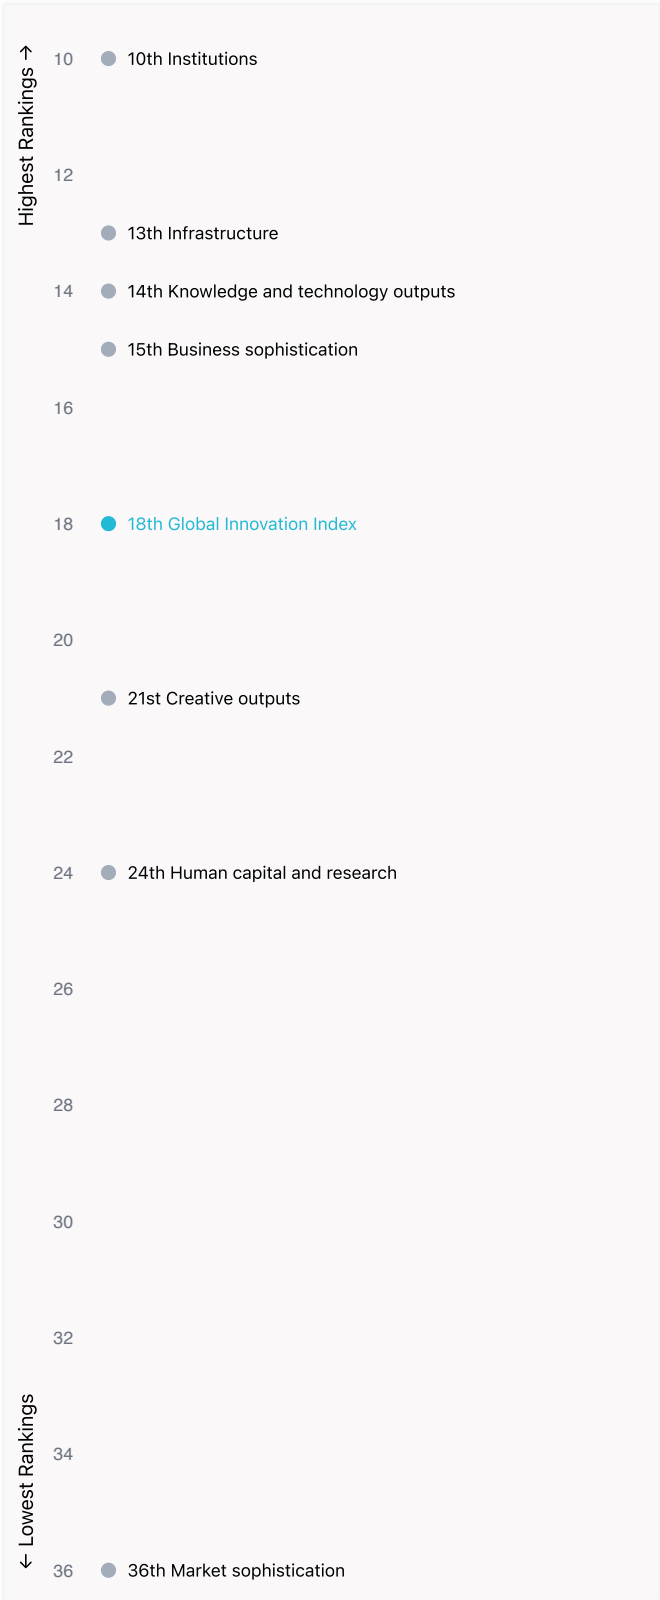 Highest Rankings →
10
10th Institutions
12
13th Infrastructure
14
14th Knowledge and technology outputs
15th Business sophistication
16
18
18th Global Innovation Index
20
21st Creative outputs
22
24
24th Human capital and research
26
28
30
32
← Lowest Rankings
34
36
36th Market sophistication